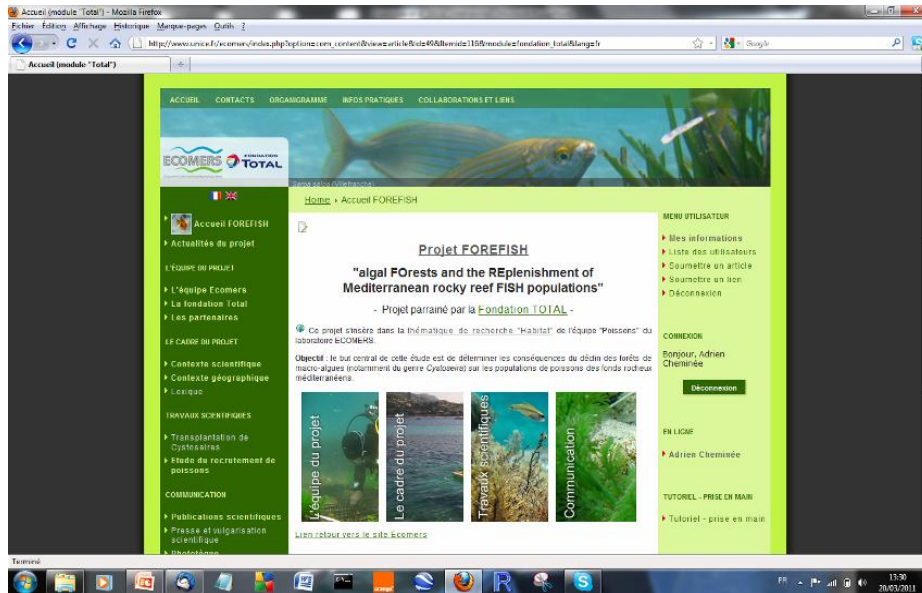 Accueil (module "Total") - Mozilla Firefox
Fichier Édition Affichage Historique Marque-pages Outils ?
http://www.unice.fr/ecomers/index.php?option=com_content&view=article&id=49&Itemid=115&module=fondation_total&lang=fr
Google
Accueil (module "Total")
ACCUEIL CONTACTS ORGANIGRAMME INFOS PRATIQUES COLLABORATIONS ET LIENS
ECOMERS FONDATION TOTAL
Sarpa salpa (Villefranche)
Home Accueil FOREFISH
Accueil FOREFISH
Actualités du projet
L'ÉQUIPE DU PROJET
L'équipe Ecomers
La fondation Total
Les partenaires
LE CADRE DU PROJET
Contexte scientifique
Contexte géographique
Lexique
TRAVAUX SCIENTIFIQUES
Transplantation de
Cystoseires
Etude du recrutement de
poissons
COMMUNICATION
Publications scientifiques
Presse et vulgarisation
scientifique
Photothèque
Projet FOREFISH
"algal FOrests and the REplenishment of
Mediterranean rocky reef FISH populations"
- Projet parrainé par la Fondation TOTAL -
Ce projet s'insère dans la thématique de recherche "Habitat" de l'équipe "Poissons" du
laboratoire ECOMERS.
Objectif : le but central de cette étude est de déterminer les conséquences du déclin des forêts de
macro-algues (notamment du genre Cystoseira) sur les populations de poissons des fonds rocheux
méditerranéens.
L'équipe du projet
Le cadre du projet
Travaux scientifiques
Communication
Lien retour vers le site Ecomers
MENU UTILISATEUR
Mes informations
Liste des utilisateurs
Soumettre un article
Soumettre un lien
Déconnexion
CONNEXION
Bonjour, Adrien
Cheminée
Déconnexion
EN LIGNE
Adrien Cheminée
TUTORIEL - PRISE EN MAIN
Tutoriel - prise en main
Terminé
FR
13:30
20/03/2011